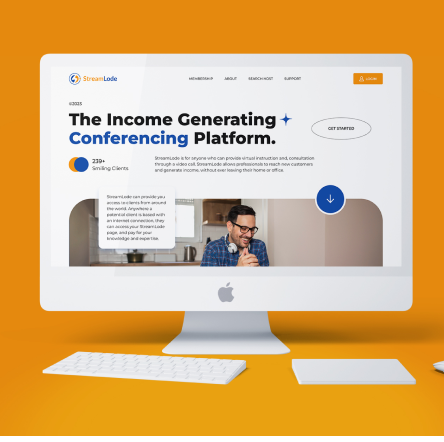 StreamLode
MEMBERSHIP ABOUT SEARCH HOST SUPPORT
LOGIN
©2023
The Income Generating
Conferencing Platform.
GET STARTED
239+
Smiling Clients
StreamLode is for anyone who can provide virtual instruction and, consultation
through a video call. StreamLode allows professionals to reach new customers
and generate income, without ever leaving their home or office.
StreamLode can provide you
access to clients from around
the world. Anywhere a
potential client is based with
an internet connection, they
can access your StreamLode
page, and pay for your
knowledge and expertise.